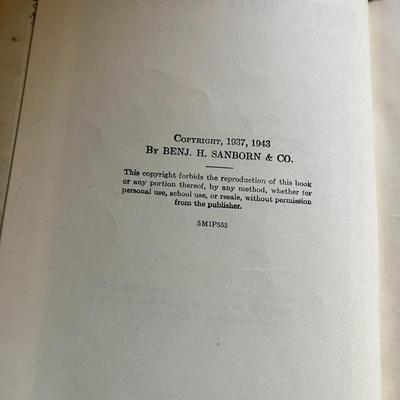 COPYRIGHT, 1937, 1943
BY BENJ. H. SANBORN & CO.
This copyright forbids the reproduction of this book
or any portion thereof, by any method, whether for
personal use, school use, or resale, without permission
from the publisher.
5M1P553